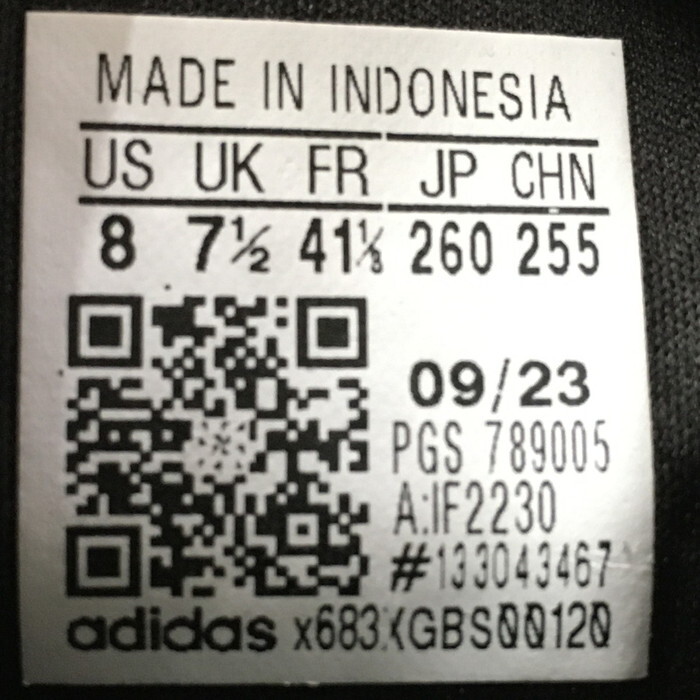 MADE IN INDONESIA
US UK FR JP CHN
8 7½ 41⅓ 260 255
09/23
PGS 789005
A:IF2230
#133043467
adidas x683XGBS00120